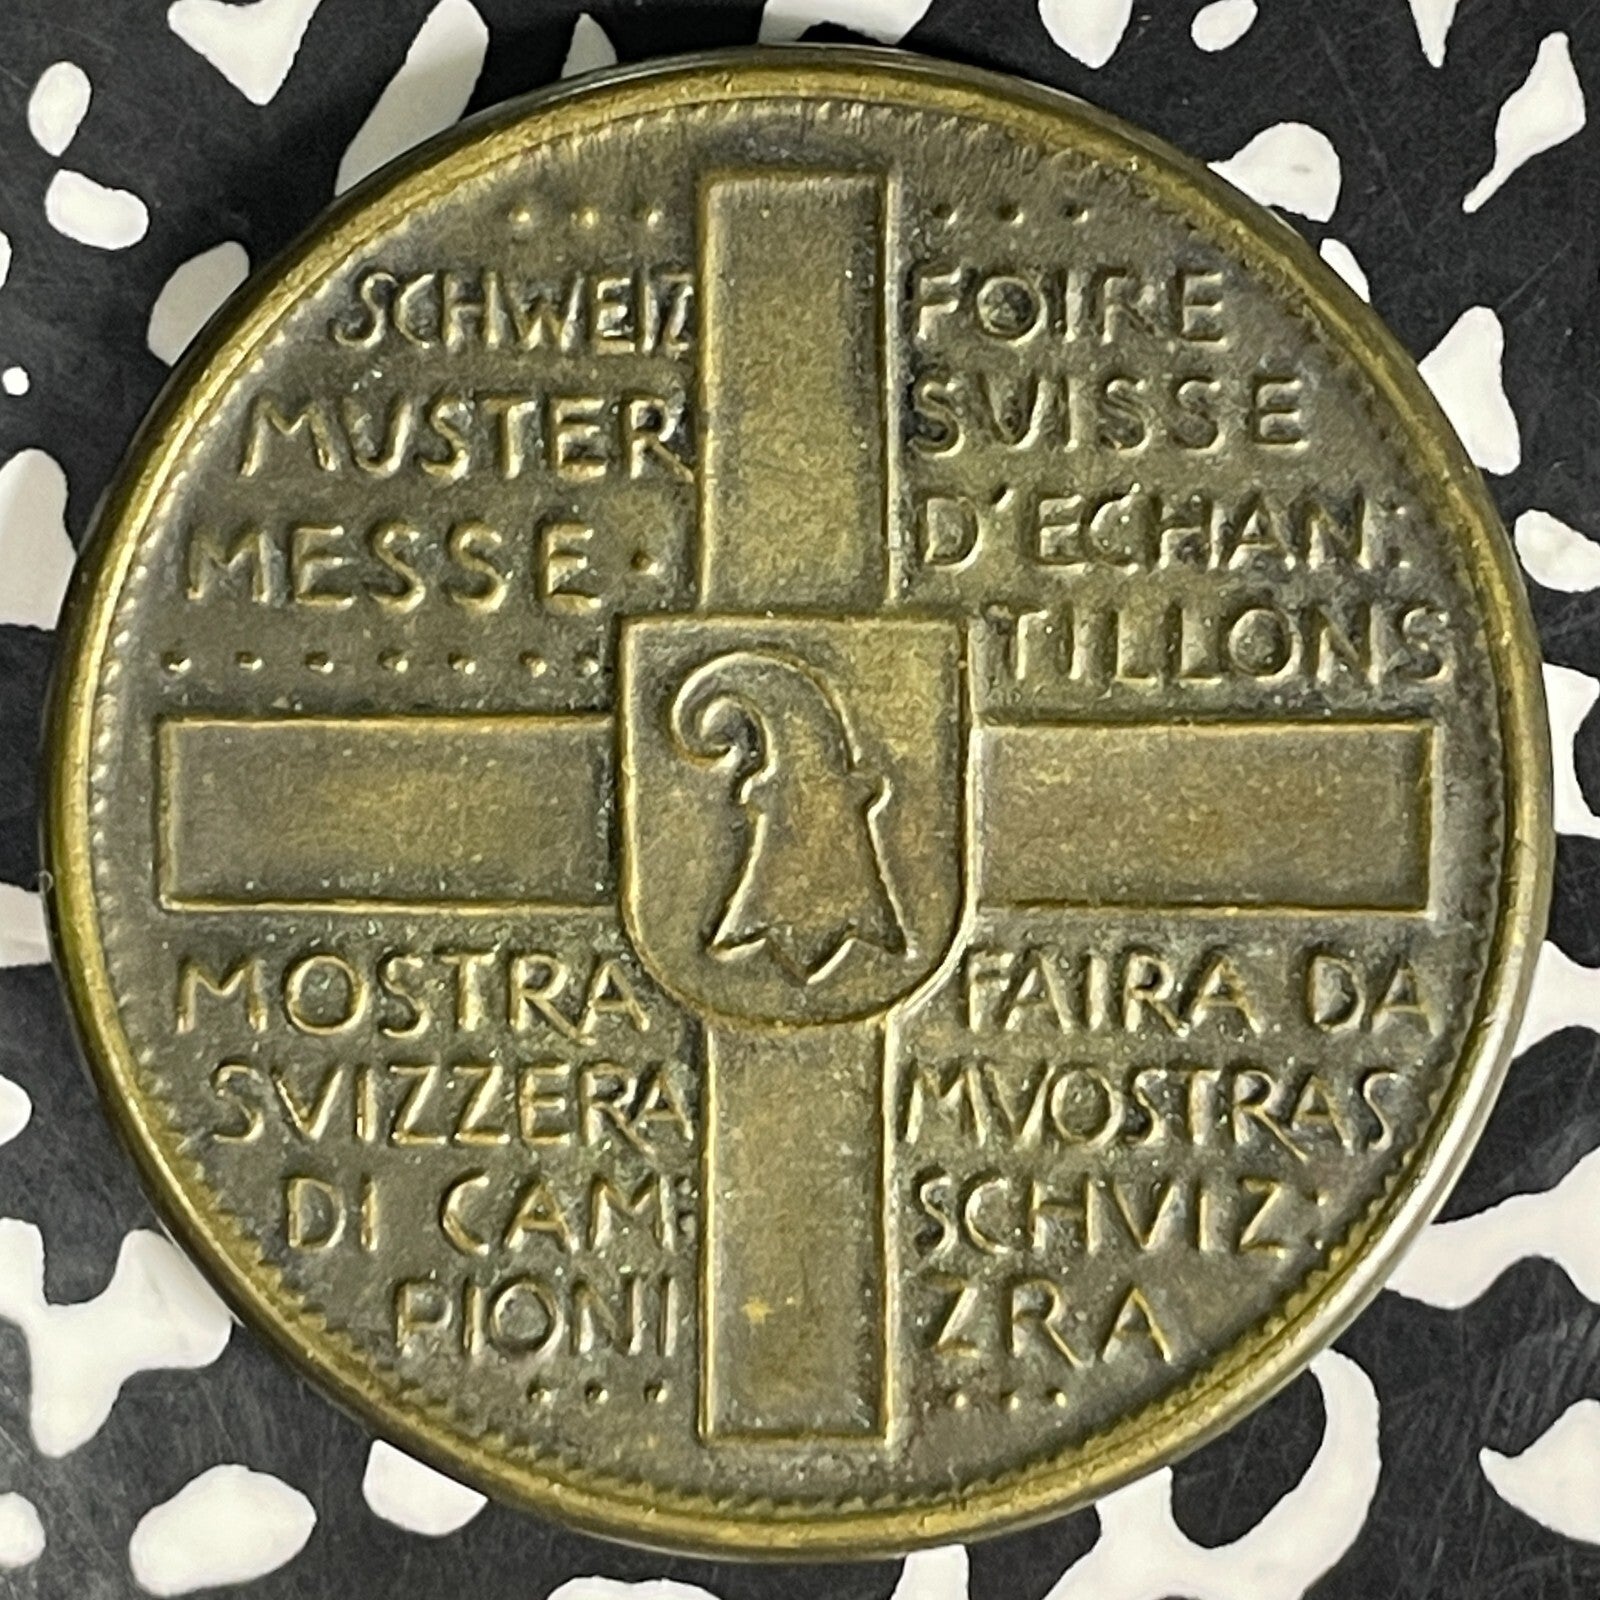 SCHWEIZ
MUSTER
MESSE·
FOIRE
SUISSE
D'ECHAN:
TILLONS
MOSTRA
SVIZZERA
DI CAM:
PIONI
FAIRA DA
MVOSTRAS
SCHVIZ:
ZRA